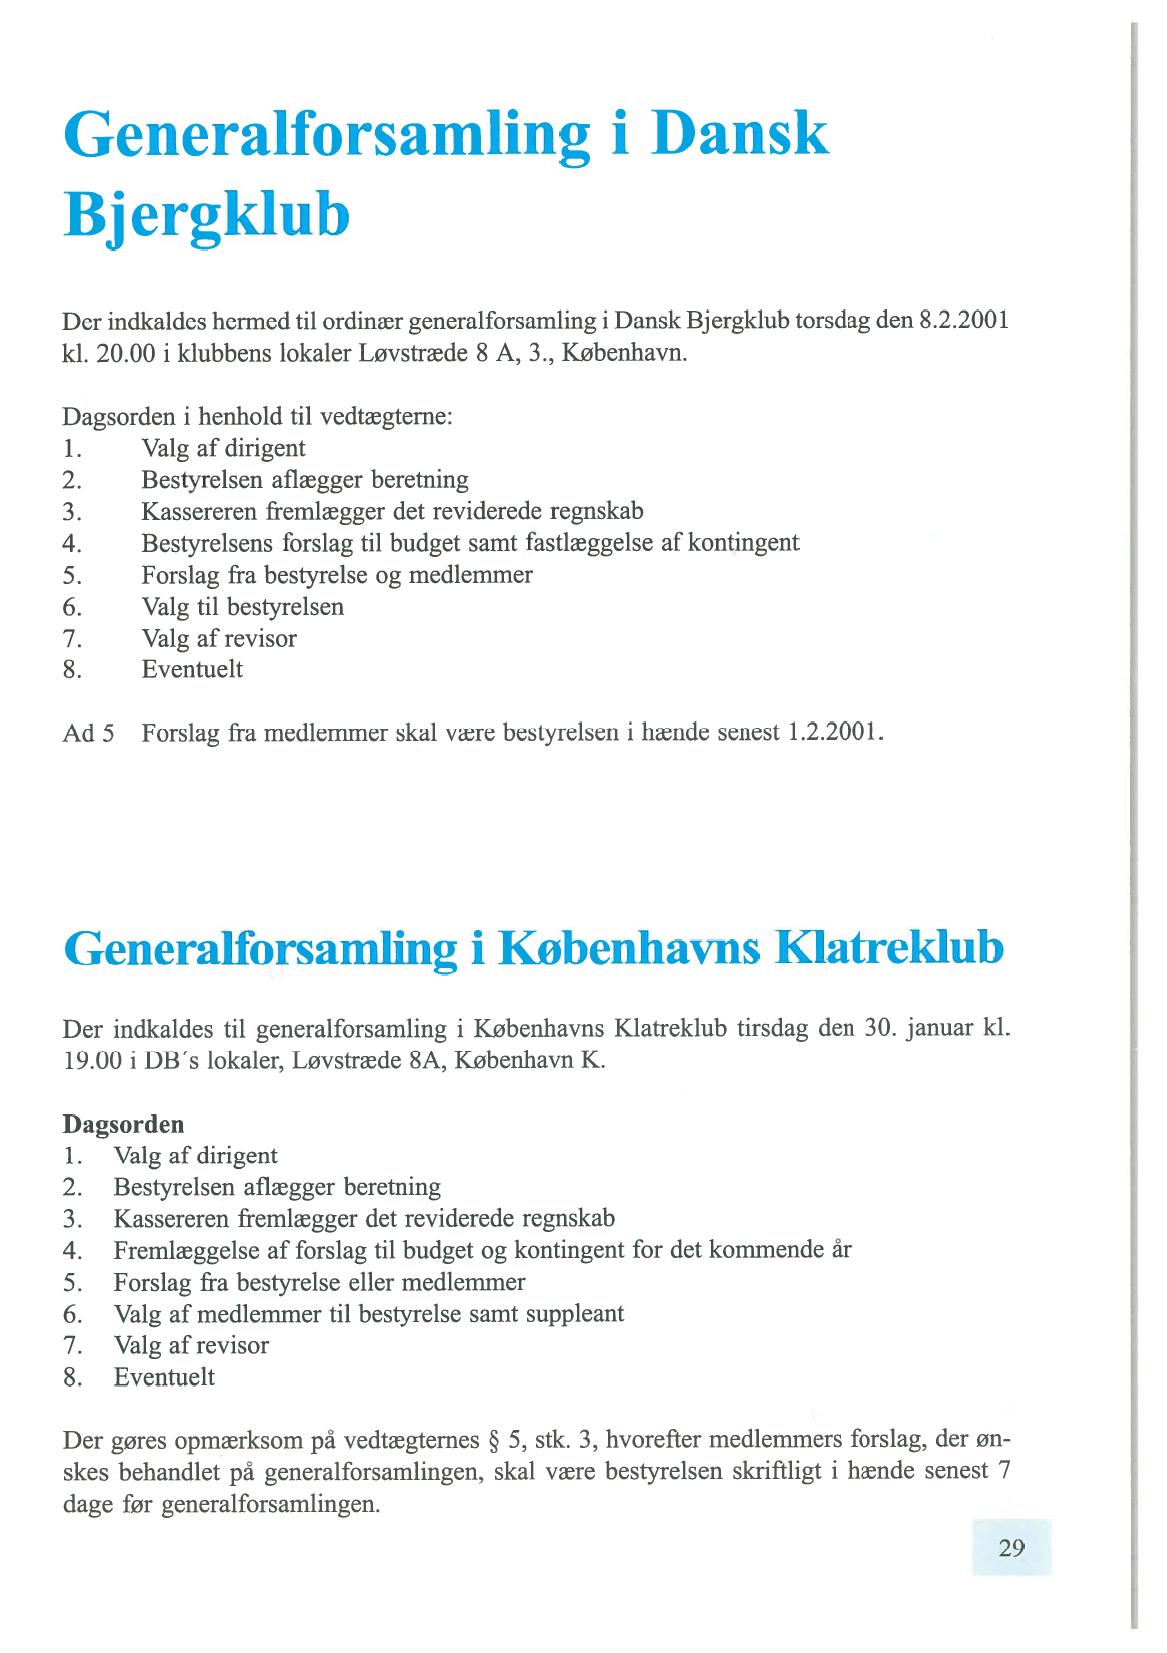 Generalforsamling i Dansk
Bjergklub
Der indkaldes hermed til ordinær generalforsamling i Dansk Bjergklub torsdag den 8.2.2001
kl. 20.00 i klubbens lokaler Løvstræde 8 A, 3., København.
Dagsorden i henhold til vedtægterne:
1. Valg af dirigent
2. Bestyrelsen aflægger beretning
3. Kassereren fremlægger det reviderede regnskab
4. Bestyrelsens forslag til budget samt fastlæggelse af kontingent
5. Forslag fra bestyrelse og medlemmer
6. Valg til bestyrelsen
7. Valg af revisor
8. Eventuelt
Ad 5 Forslag fra medlemmer skal være bestyrelsen i hænde senest 1.2.2001.
Generalforsamling i Københavns Klatreklub
Der indkaldes til generalforsamling i Københavns Klatreklub tirsdag den 30. januar kl.
19.00 i DB´s lokaler, Løvstræde 8A, København K.
Dagsorden
1. Valg af dirigent
2. Bestyrelsen aflægger beretning
3. Kassereren fremlægger det reviderede regnskab
4. Fremlæggelse af forslag til budget og kontingent for det kommende år
5. Forslag fra bestyrelse eller medlemmer
6. Valg af medlemmer til bestyrelse samt suppleant
7. Valg af revisor
8. Eventuelt
Der gøres opmærksom på vedtægternes § 5, stk. 3, hvorefter medlemmers forslag, der øn-
skes behandlet på generalforsamlingen, skal være bestyrelsen skriftligt i hænde senest 7
dage før generalforsamlingen.
29